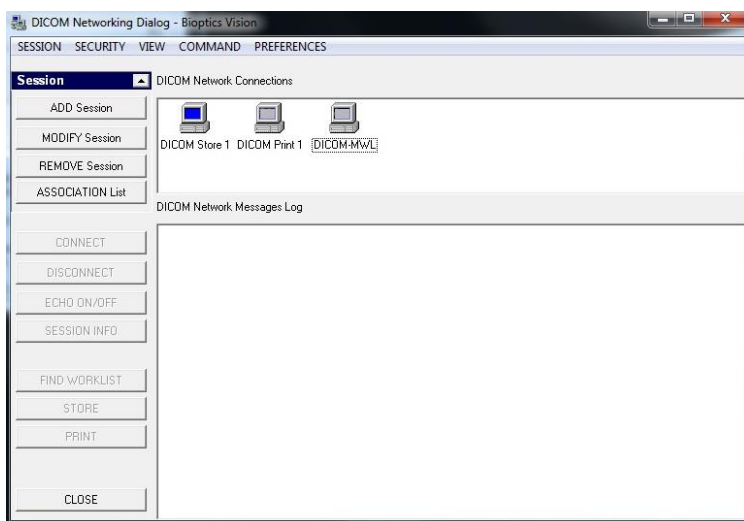 DICOM Networking Dialog - Bioptics Vision
SESSION SECURITY VIEW COMMAND PREFERENCES
Session
ADD Session
MODIFY Session
REMOVE Session
ASSOCIATION List
CONNECT
DISCONNECT
ECHO ON/OFF
SESSION INFO
FIND WORKLIST
STORE
PRINT
CLOSE
DICOM Network Connections
DICOM Store 1 DICOM Print 1 DICOM-MWL
DICOM Network Messages Log